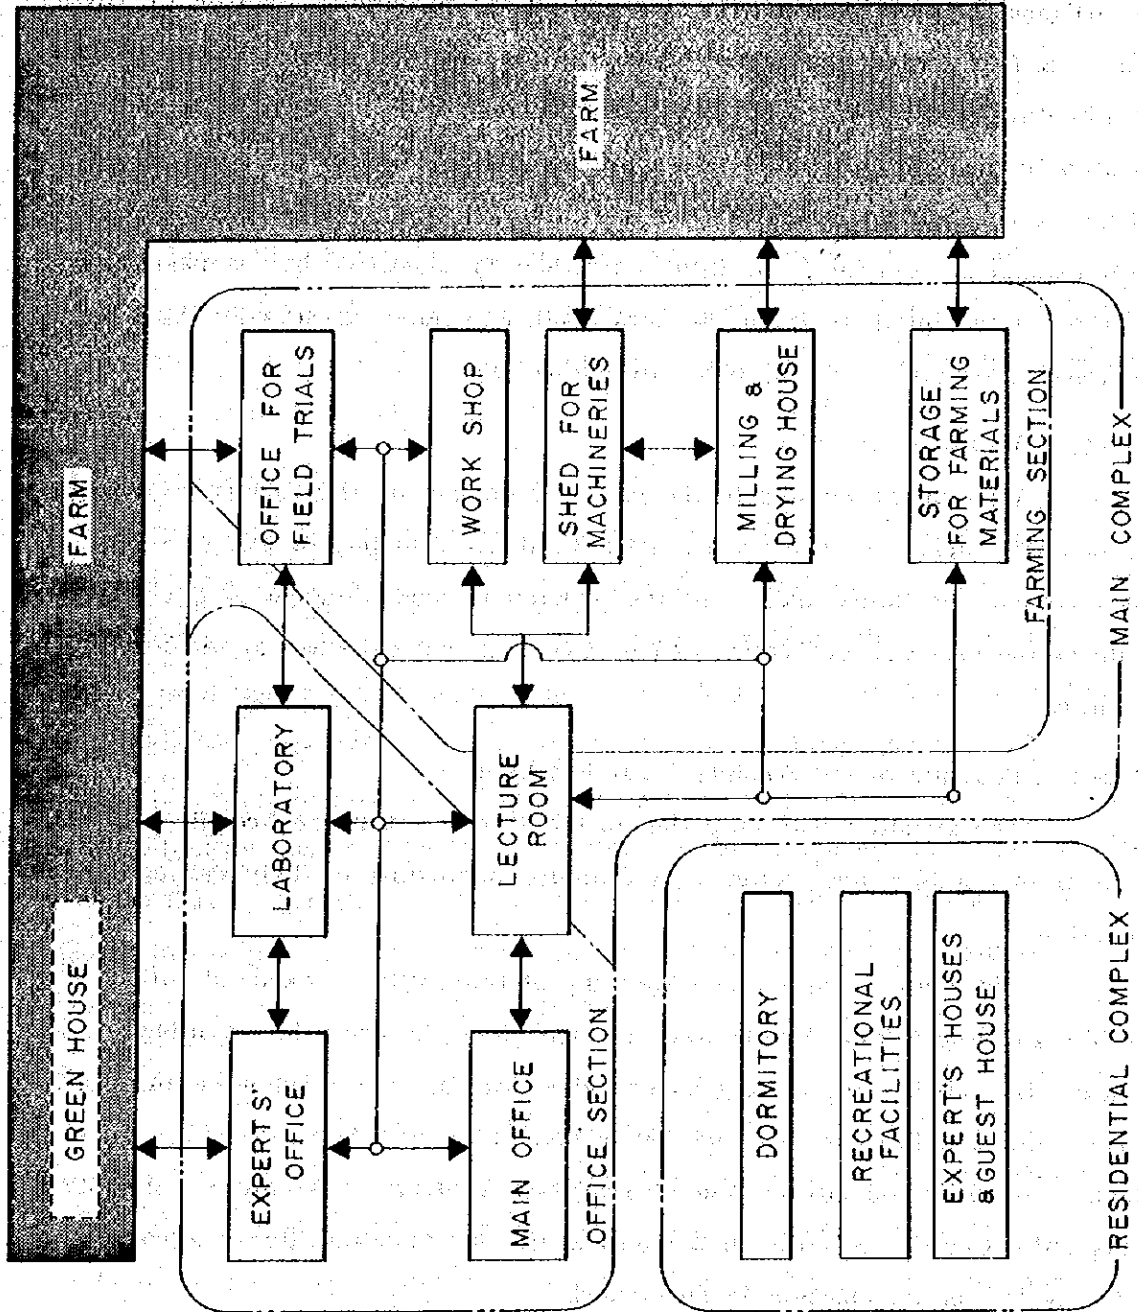 GREEN HOUSE
FARM
EXPERTS'
OFFICE
LABORATORY
OFFICE FOR
FIELD TRIALS
MAIN OFFICE
LECTURE
ROOM
WORK SHOP
SHED FOR
MACHINERIES
FARM
OFFICE SECTION
DORMITORY
MILLING &
DRYING HOUSE
RECREATIONAL
FACILITIES
EXPERT'S HOUSES
& GUEST HOUSE
STORAGE
FOR FARMING
MATERIALS
FARMING SECTION
RESIDENTIAL COMPLEX
MAIN COMPLEX